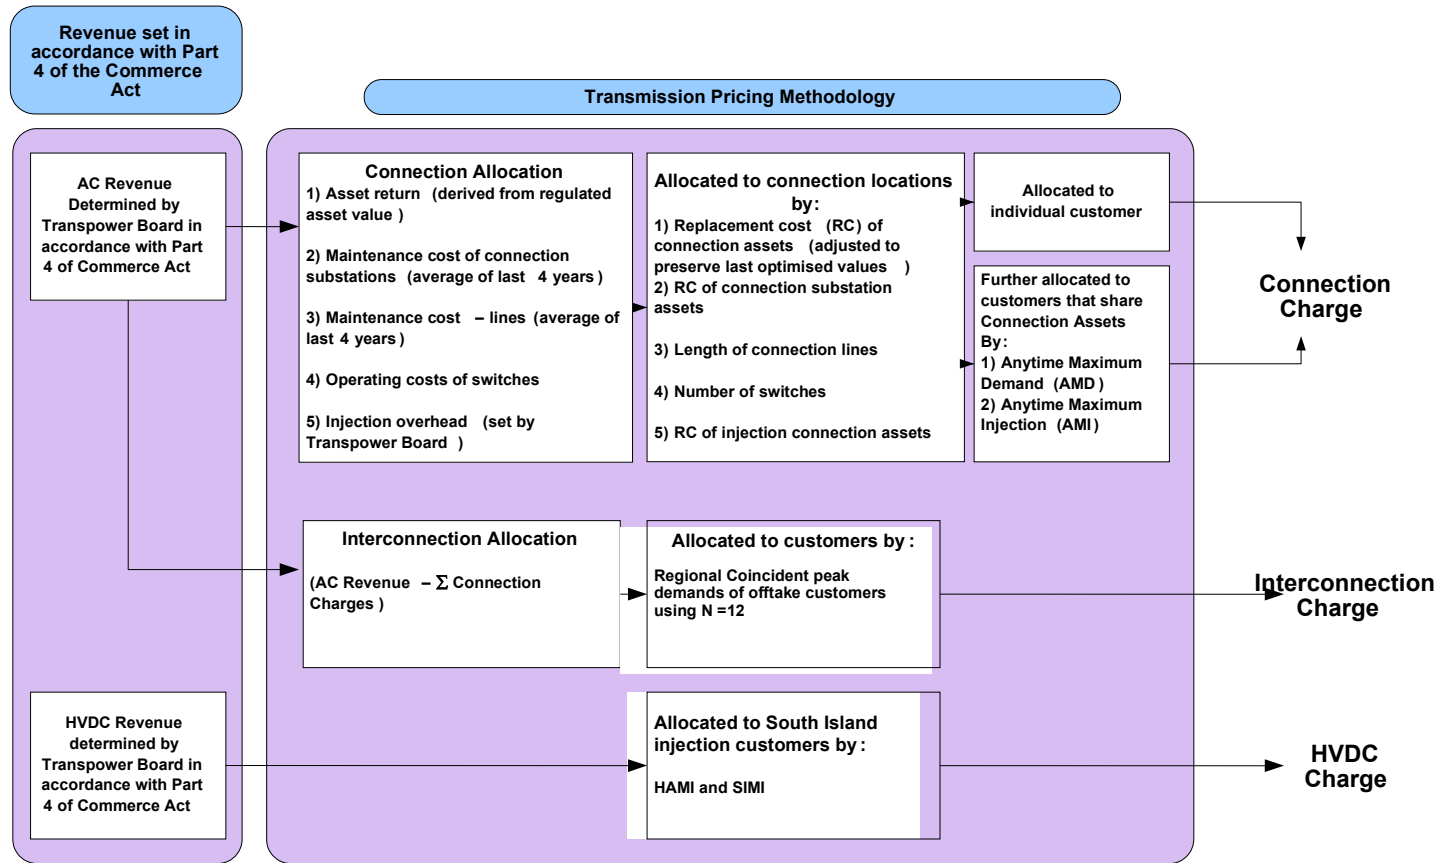 Revenue set in
accordance with Part
4 of the Commerce
Act
Transmission Pricing Methodology
AC Revenue
Determined by
Transpower Board in
accordance with Part
4 of Commerce Act
Connection Allocation
1) Asset return (derived from regulated
asset value )
2) Maintenance cost of connection
substations (average of last 4 years)
3) Maintenance cost – lines (average of
last 4 years)
4) Operating costs of switches
5) Injection overhead (set by
Transpower Board )
Allocated to connection locations
by:
1) Replacement cost (RC) of
connection assets (adjusted to
preserve last optimised values )
2) RC of connection substation
assets
3) Length of connection lines
4) Number of switches
5) RC of injection connection assets
Allocated to
individual customer
Further allocated to
customers that share
Connection Assets
By:
1) Anytime Maximum
Demand (AMD)
2) Anytime Maximum
Injection (AMI)
Connection
Charge
Interconnection Allocation
(AC Revenue – Σ Connection
Charges )
Allocated to customers by :
Regional Coincident peak
demands of offtake customers
using N =12
Interconnection
Charge
HVDC Revenue
determined by
Transpower Board in
accordance with Part
4 of Commerce Act
Allocated to South Island
injection customers by :
HAMI and SIMI
HVDC
Charge